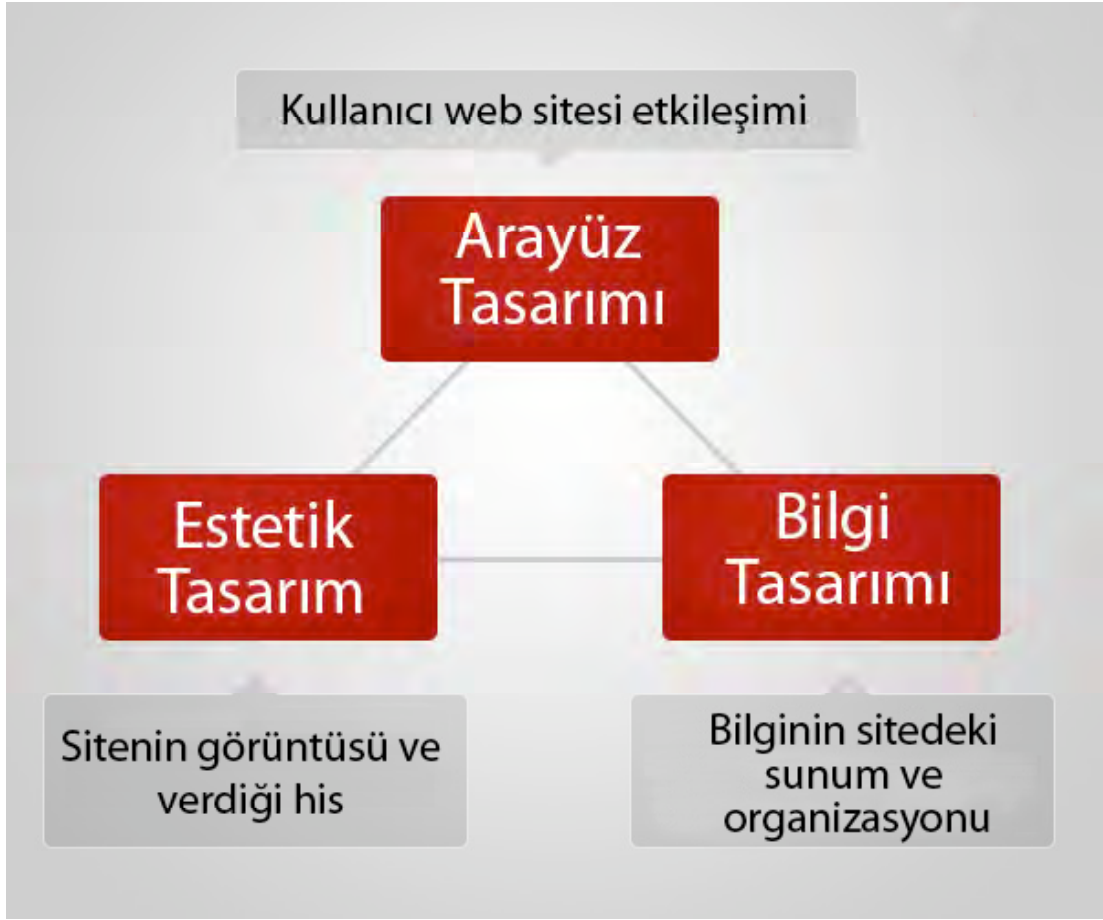 Kullanıcı web sitesi etkileşimi
Arayüz
Tasarımı
Estetik
Tasarım
Bilgi
Tasarımı
Sitenin görüntüsü ve
verdiği his
Bilginin sitedeki
sunum ve
organizasyonu